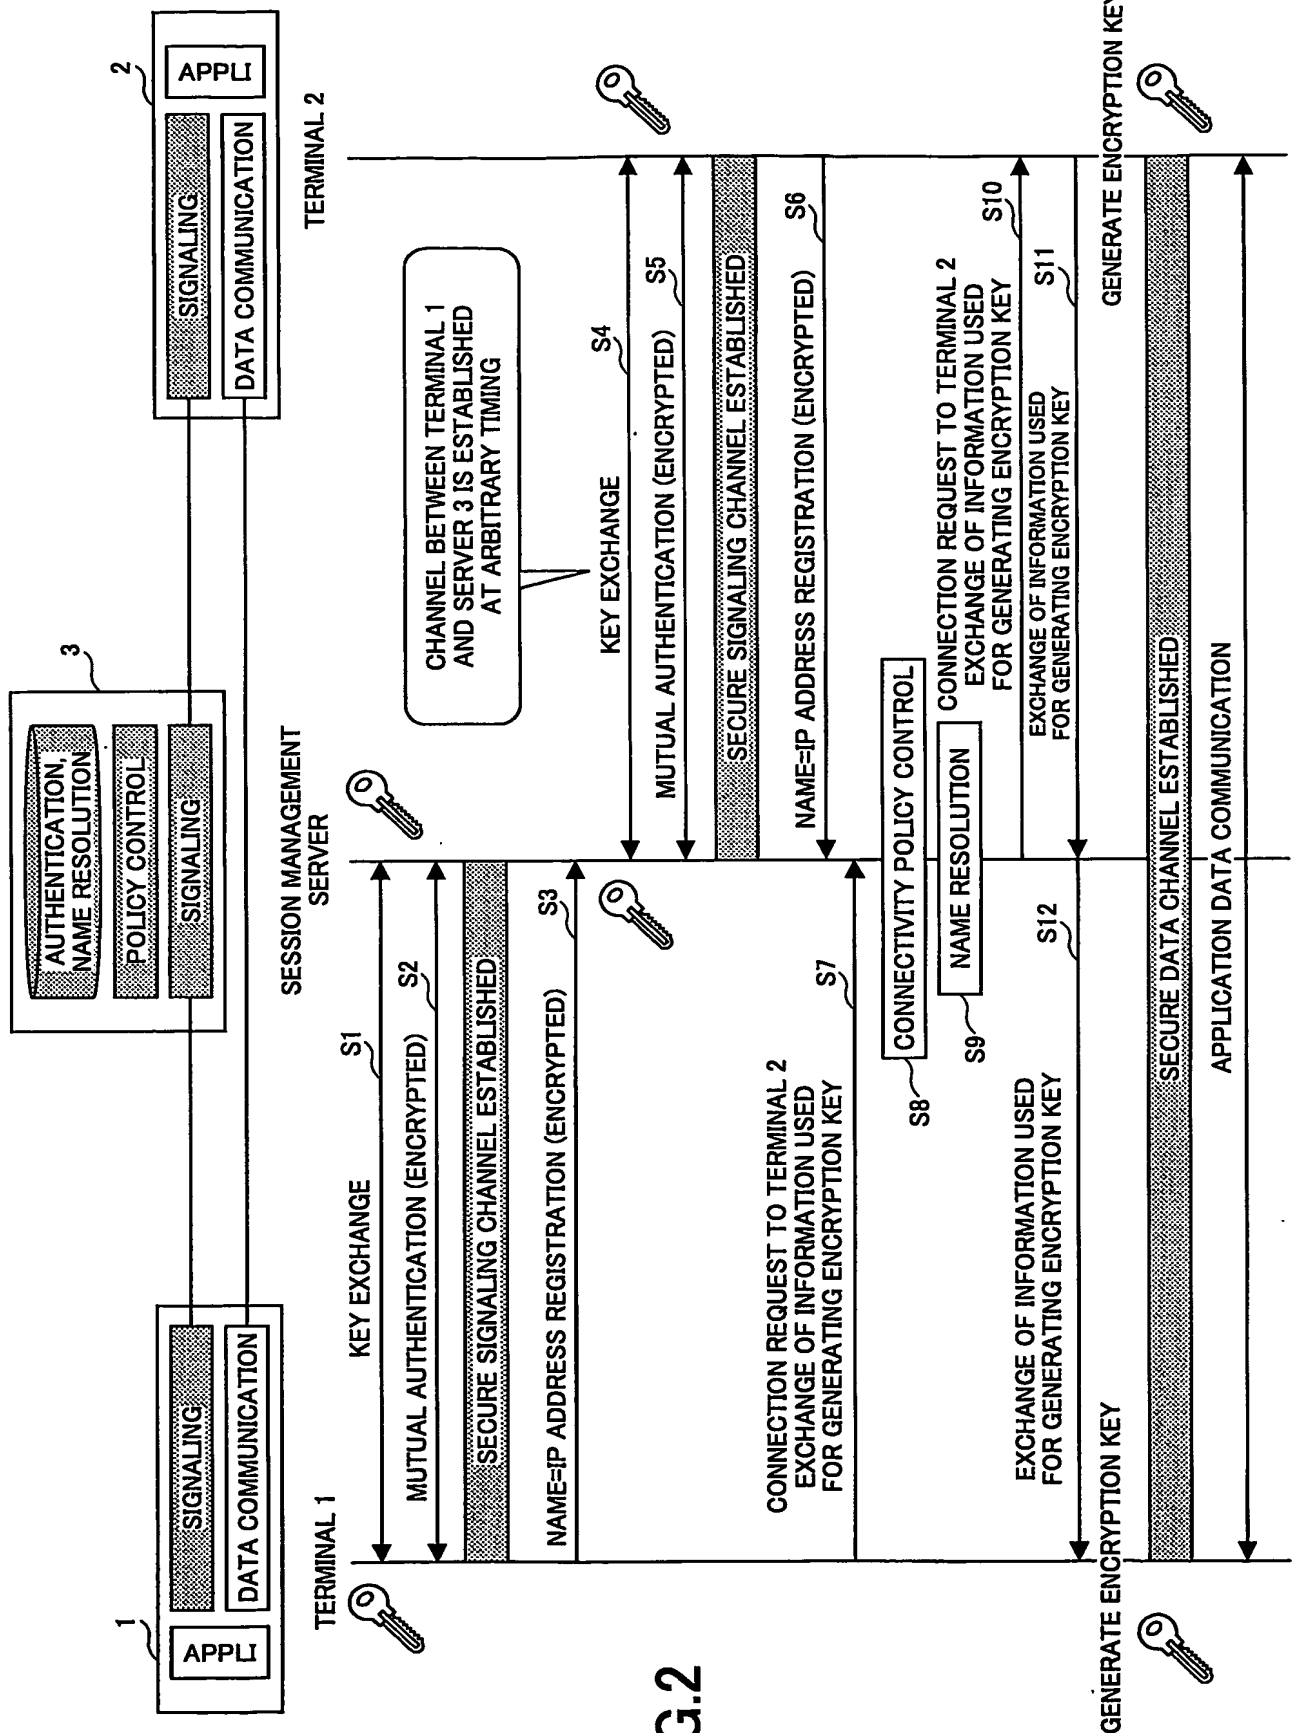 G.2
1
APPLI
SIGNALING
DATA COMMUNICATION
TERMINAL 1
3
AUTHENTICATION,
NAME RESOLUTION
POLICY CONTROL
SIGNALING
SESSION MANAGEMENT
SERVER
2
APPLI
SIGNALING
DATA COMMUNICATION
TERMINAL 2
KEY EXCHANGE
S1
MUTUAL AUTHENTICATION (ENCRYPTED)
S2
SECURE SIGNALING CHANNEL ESTABLISHED
NAME=IP ADDRESS REGISTRATION (ENCRYPTED)
S3
CHANNEL BETWEEN TERMINAL 1
AND SERVER 3 IS ESTABLISHED
AT ARBITRARY TIMING
KEY EXCHANGE
S4
MUTUAL AUTHENTICATION (ENCRYPTED)
S5
SECURE SIGNALING CHANNEL ESTABLISHED
NAME=IP ADDRESS REGISTRATION (ENCRYPTED)
S6
CONNECTION REQUEST TO TERMINAL 2
EXCHANGE OF INFORMATION USED
FOR GENERATING ENCRYPTION KEY
S7
S8
CONNECTIVITY POLICY CONTROL
S9
NAME RESOLUTION
CONNECTION REQUEST TO TERMINAL 2
EXCHANGE OF INFORMATION USED
FOR GENERATING ENCRYPTION KEY
S10
EXCHANGE OF INFORMATION USED
FOR GENERATING ENCRYPTION KEY
S11
EXCHANGE OF INFORMATION USED
FOR GENERATING ENCRYPTION KEY
S12
GENERATE ENCRYPTION KEY
GENERATE ENCRYPTION KEY
SECURE DATA CHANNEL ESTABLISHED
APPLICATION DATA COMMUNICATION